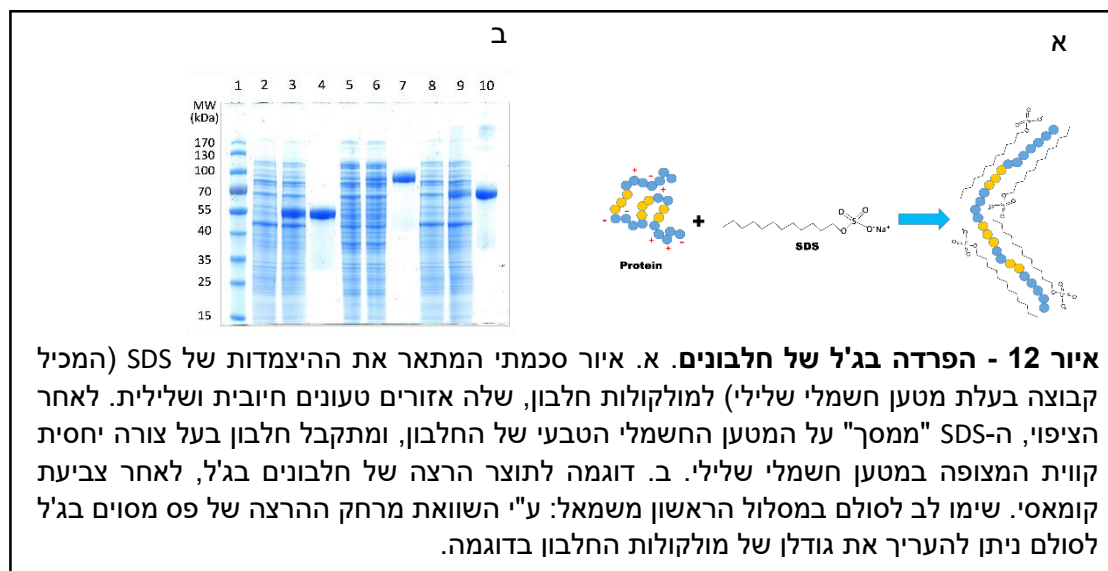 א
ב
1 2 3 4 5 6 7 8 9 10
MW
(kDa)
170
130
100
70
55
40
35
25
15
+ - + - - - + + -
Protein
+
O O S O O⁻Na⁺
SDS
איור 12 - הפרדה בג'ל של חלבונים. א. איור סכמתי המתאר את ההיצמדות של SDS (המכיל
קבוצה בעלת מטען חשמלי שלילי) למולקולות חלבון, שלה אזורים טעונים חיובית ושלילית. לאחר
הציפוי, ה-SDS "ממסך" על המטען החשמלי הטבעי של החלבון, ומתקבל חלבון בעל צורה יחסית
קווית המצופה במטען חשמלי שלילי. ב. דוגמה לתוצר הרצה של חלבונים בג'ל, לאחר צביעת
קומאסי. שימו לב לסולם במסלול הראשון משמאל: ע"י השוואת מרחק ההרצה של פס מסוים בג'ל
לסולם ניתן להעריך את גודלן של מולקולות החלבון בדוגמה.